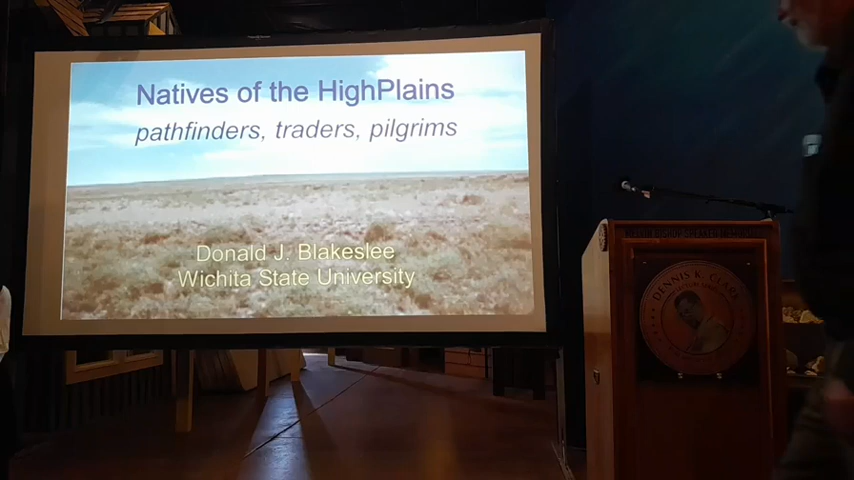 Natives of the HighPlains
pathfinders, traders, pilgrims
Donald J. Blakeslee
Wichita State University
DENNIS K. CLARK